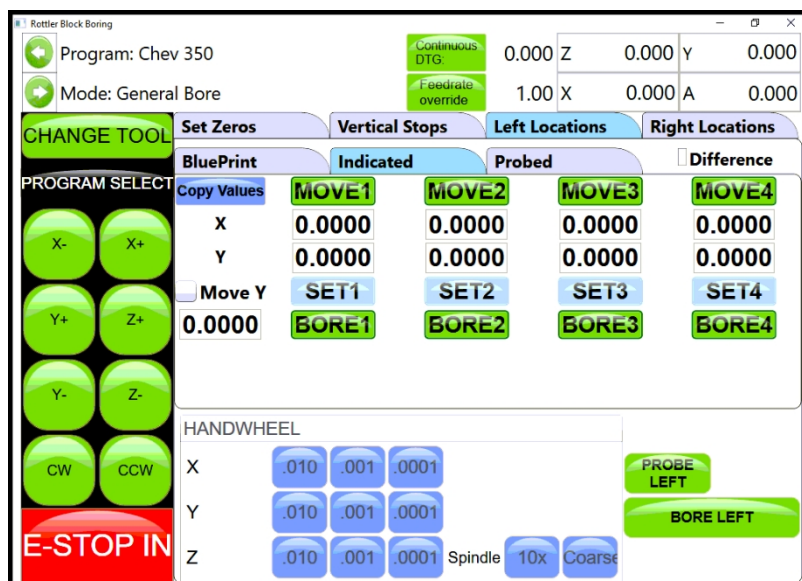 Rottler Block Boring
Program: Chev 350
Continuous DTG: 0.000 Z 0.000 Y 0.000
Mode: General Bore
Feedrate override 1.00 X 0.000 A 0.000
CHANGE TOOL
Set Zeros Vertical Stops Left Locations Right Locations
BluePrint Indicated Probed Difference
PROGRAM SELECT
Copy Values MOVE1 MOVE2 MOVE3 MOVE4
X 0.0000 0.0000 0.0000 0.0000
Y 0.0000 0.0000 0.0000 0.0000
Move Y SET1 SET2 SET3 SET4
0.0000 BORE1 BORE2 BORE3 BORE4
X- X+
Y+ Z+
Y- Z-
CW CCW
E-STOP IN
HANDWHEEL
X .010 .001 .0001
Y .010 .001 .0001
Z .010 .001 .0001 Spindle 10x Coarse
PROBE
LEFT
BORE LEFT